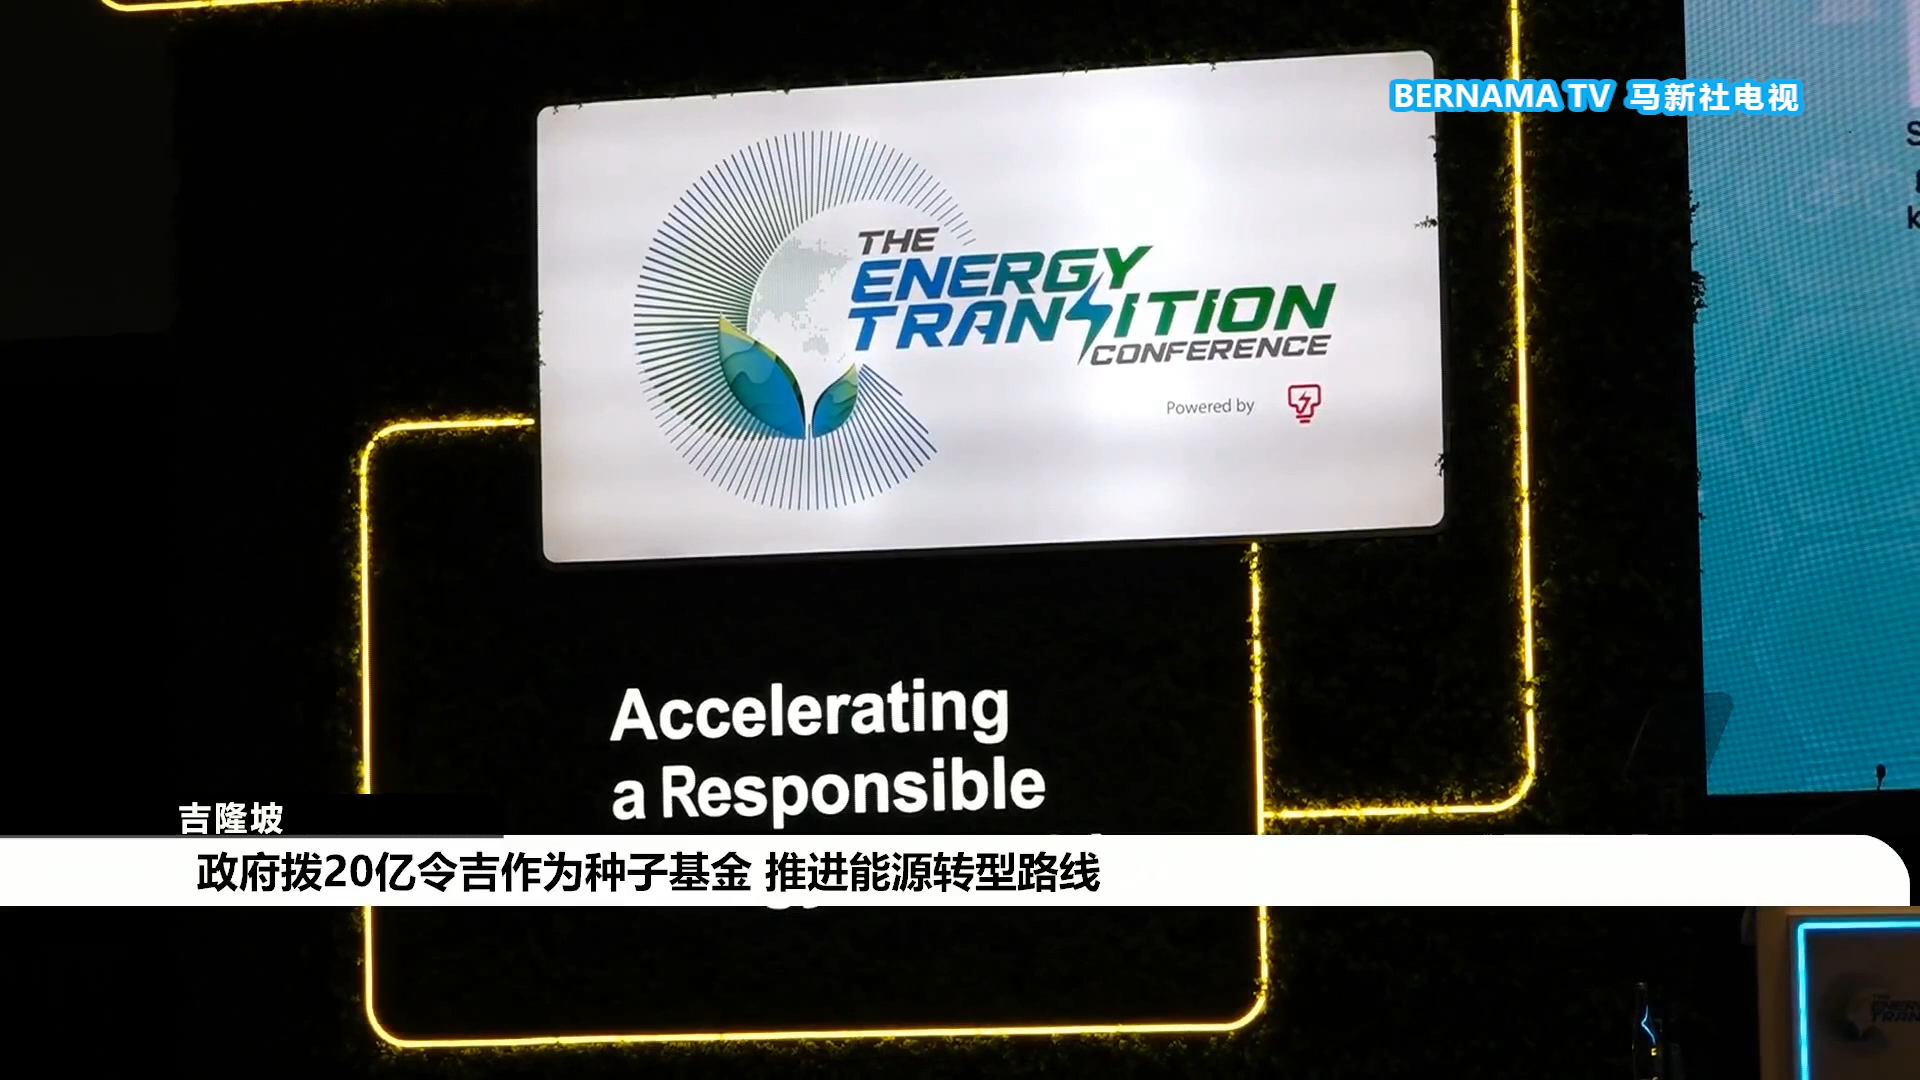 BERNAMA TV 马新社电视
THE
ENERGY
TRANSITION
CONFERENCE
Powered by
Accelerating
a Responsible
吉隆坡
政府拨20亿令吉作为种子基金 推进能源转型路线